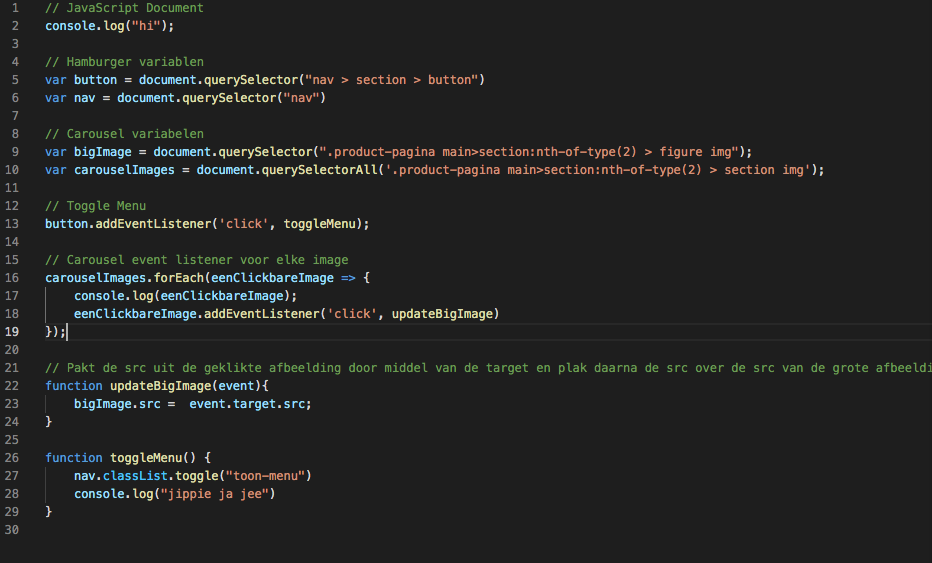 1 // JavaScript Document
2 console.log("hi");
3
4 // Hamburger variablen
5 var button = document.querySelector("nav > section > button")
6 var nav = document.querySelector("nav")
7
8 // Carousel variabelen
9 var bigImage = document.querySelector(".product-pagina main>section:nth-of-type(2) > figure img");
10 var carouselImages = document.querySelectorAll('.product-pagina main>section:nth-of-type(2) > section img');
11
12 // Toggle Menu
13 button.addEventListener('click', toggleMenu);
14
15 // Carousel event listener voor elke image
16 carouselImages.forEach(eenClickbareImage => {
17 console.log(eenClickbareImage);
18 eenClickbareImage.addEventListener('click', updateBigImage)
19 });
20
21 // Pakt de src uit de geklikte afbeelding door middel van de target en plak daarna de src over de src van de grote afbeeldi
22 function updateBigImage(event){
23 bigImage.src =  event.target.src;
24 }
25
26 function toggleMenu() {
27 nav.classList.toggle("toon-menu")
28 console.log("jippie ja jee")
29 }
30